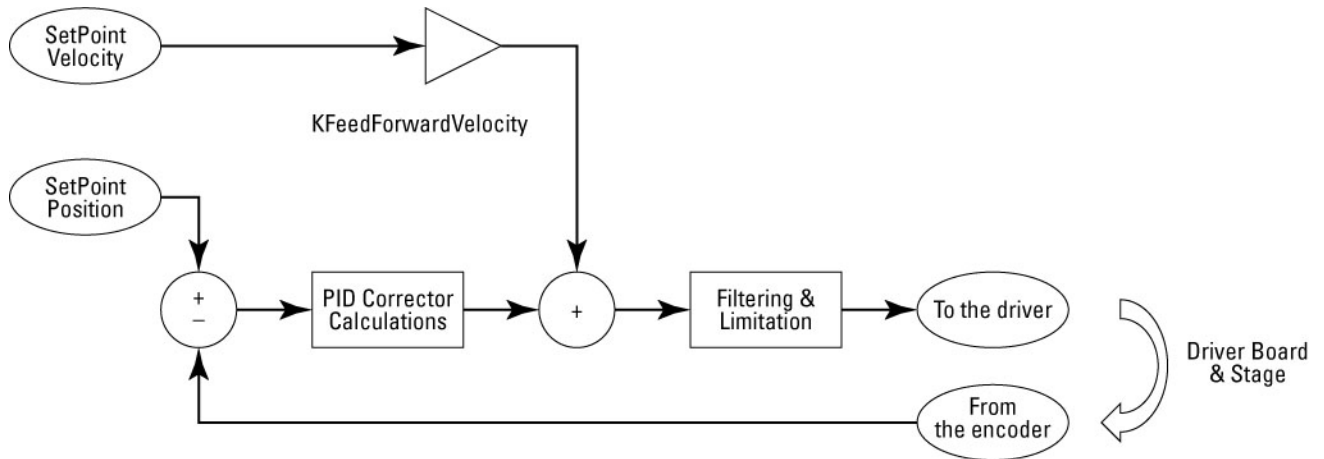 SetPoint
Velocity
KFeedForwardVelocity
SetPoint
Position
+
–
PID Corrector
Calculations
+
Filtering &
Limitation
To the driver
Driver Board
& Stage
From
the encoder